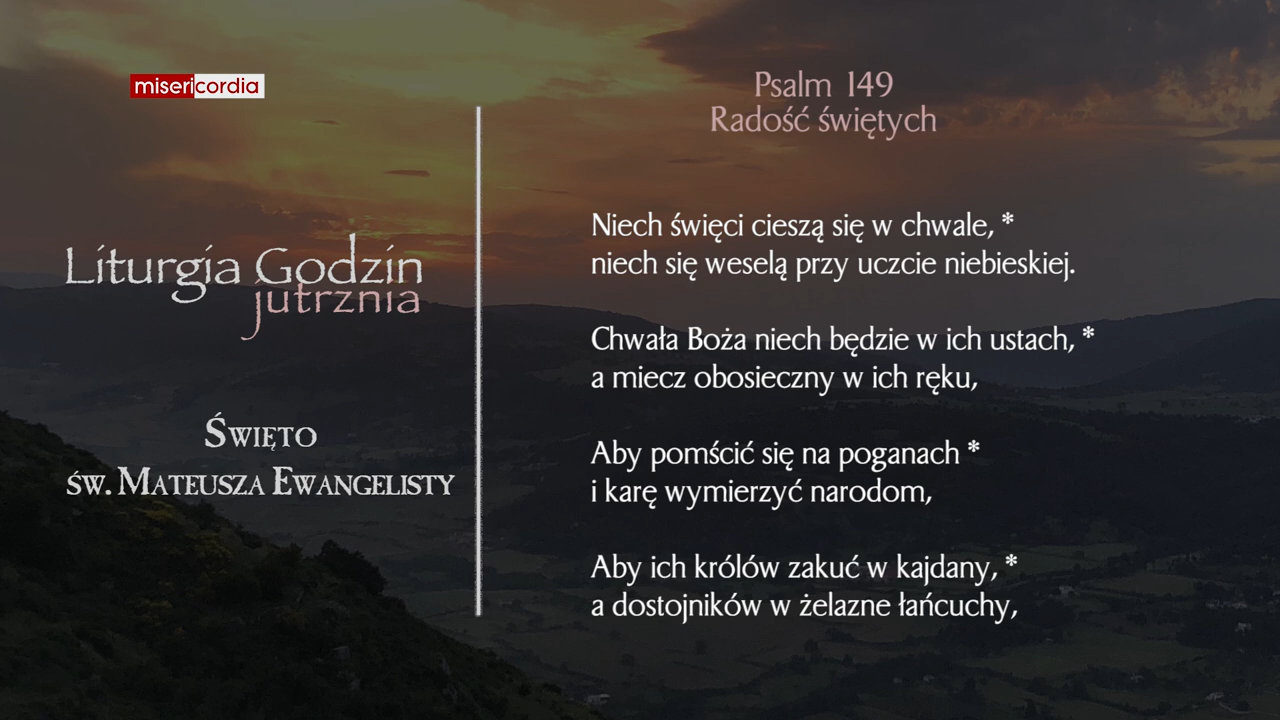 misericordia
Liturgia Godzin
jutrznia
Święto
św. Mateusza Ewangelisty
Psalm 149
Radość świętych
Niech święci cieszą się w chwale, *
niech się weselą przy uczcie niebieskiej.
Chwała Boża niech będzie w ich ustach, *
a miecz obosieczny w ich ręku,
Aby pomścić się na poganach *
i karę wymierzyć narodom,
Aby ich królów zakuć w kajdany, *
a dostojników w żelazne łańcuchy,